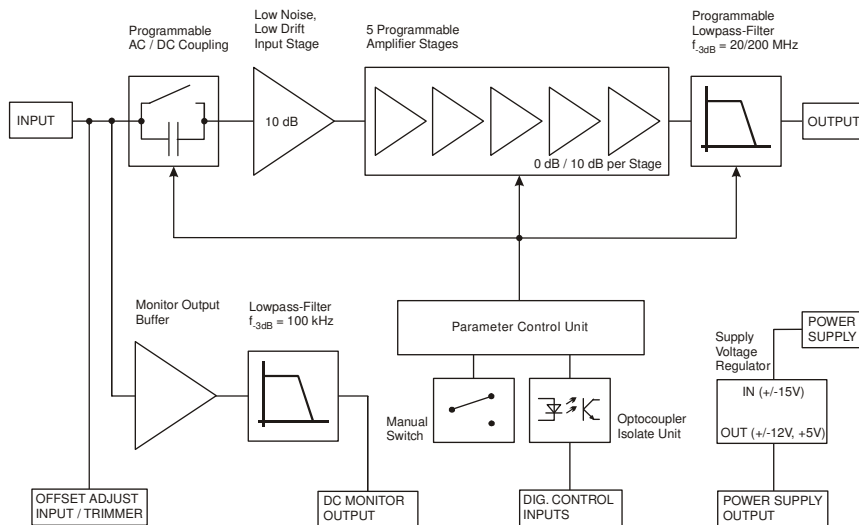 Programmable
AC / DC Coupling
Low Noise,
Low Drift
Input Stage
5 Programmable
Amplifier Stages
Programmable
Lowpass-Filter
f-3dB = 20/200 MHz
INPUT
10 dB
0 dB / 10 dB per Stage
OUTPUT
Monitor Output
Buffer
Lowpass-Filter
f-3dB = 100 kHz
Parameter Control Unit
Manual
Switch
Optocoupler
Isolate Unit
Supply
Voltage
Regulator
POWER
SUPPLY
IN (+/-15V)
OUT (+/-12V, +5V)
OFFSET ADJUST
INPUT / TRIMMER
DC MONITOR
OUTPUT
DIG. CONTROL
INPUTS
POWER SUPPLY
OUTPUT